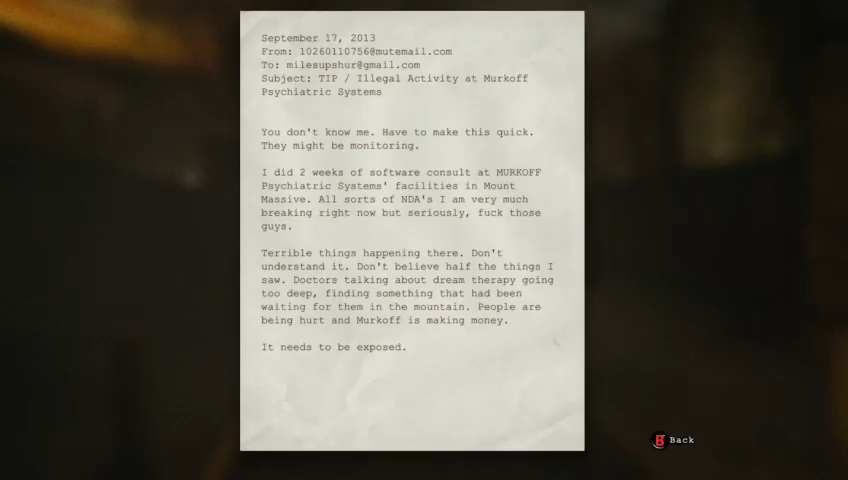 September 17, 2013
From: 10260110756@mutemail.com
To: milesupshur@gmail.com
Subject: TIP / Illegal Activity at Murkoff
Psychiatric Systems
You don't know me. Have to make this quick.
They might be monitoring.
I did 2 weeks of software consult at MURKOFF
Psychiatric Systems' facilities in Mount
Massive. All sorts of NDA's I am very much
breaking right now but seriously, fuck those
guys.
Terrible things happening there. Don't
understand it. Don't believe half the things I
saw. Doctors talking about dream therapy going
too deep, finding something that had been
waiting for them in the mountain. People are
being hurt and Murkoff is making money.
It needs to be exposed.
B Back